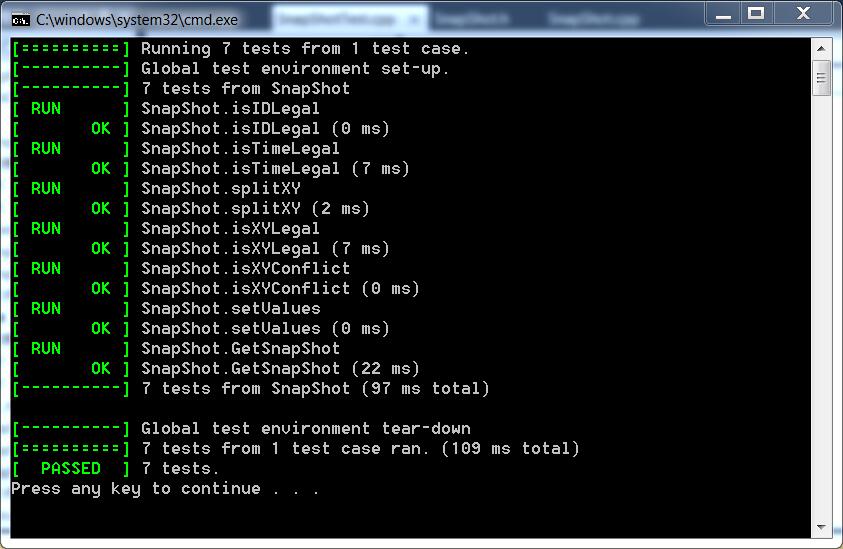 C:\windows\system32\cmd.exe
SnapShotTest.cpp
SnapShot.h
SnapShot.cpp
[==========] Running 7 tests from 1 test case.
[----------] Global test environment set-up.
[----------] 7 tests from SnapShot
[ RUN      ] SnapShot.isIDLegal
[       OK ] SnapShot.isIDLegal (0 ms)
[ RUN      ] SnapShot.isTimeLegal
[       OK ] SnapShot.isTimeLegal (7 ms)
[ RUN      ] SnapShot.splitXY
[       OK ] SnapShot.splitXY (2 ms)
[ RUN      ] SnapShot.isXYLegal
[       OK ] SnapShot.isXYLegal (7 ms)
[ RUN      ] SnapShot.isXYConflict
[       OK ] SnapShot.isXYConflict (0 ms)
[ RUN      ] SnapShot.setValues
[       OK ] SnapShot.setValues (0 ms)
[ RUN      ] SnapShot.GetSnapShot
[       OK ] SnapShot.GetSnapShot (22 ms)
[----------] 7 tests from SnapShot (97 ms total)
[----------] Global test environment tear-down
[==========] 7 tests from 1 test case ran. (109 ms total)
[  PASSED  ] 7 tests.
Press any key to continue . . .